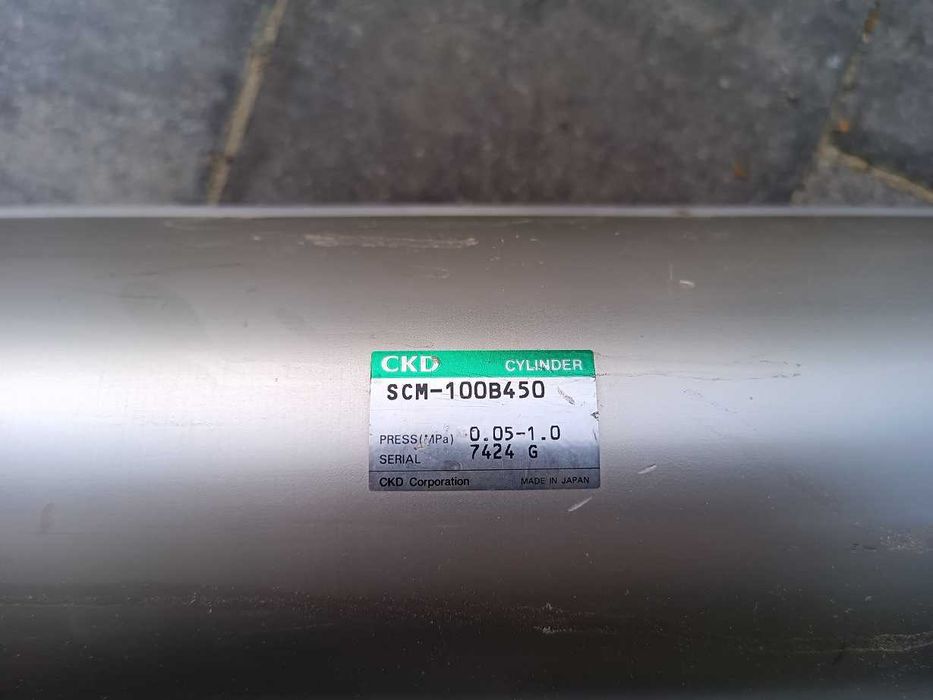 CKD CYLINDER
SCM-100B450
PRESS(MPa) 0.05-1.0
SERIAL 7424 G
CKD Corporation MADE IN JAPAN